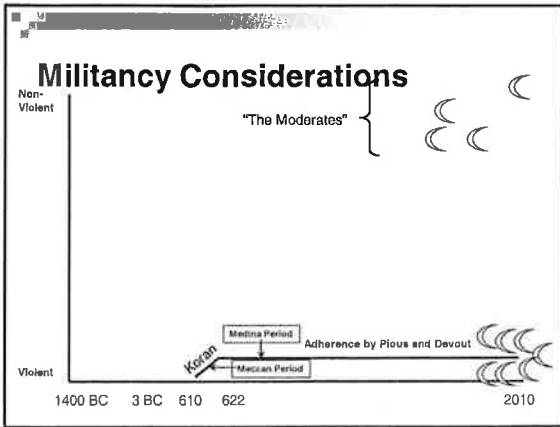 Militancy Considerations
Non-
Violent
"The Moderates"
Medina Period
Adherence by Pious and Devout
Koran
Meccan Period
Violent
1400 BC 3 BC 610 622 2010